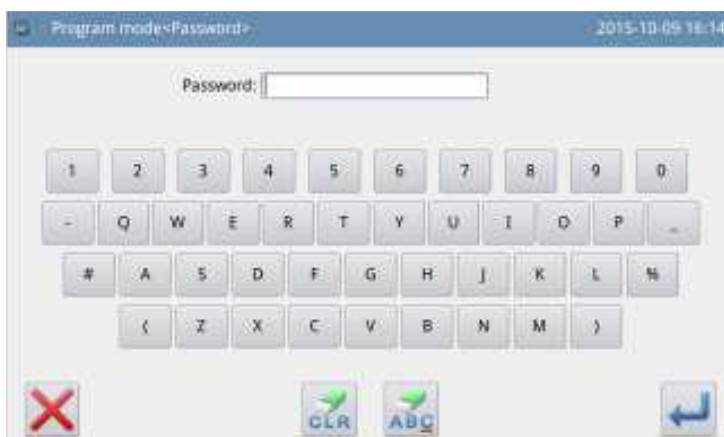 Program mode<Password> 2015-10-09 16:14
Password:
1 2 3 4 5 6 7 8 9 0
- Q W E R T Y U I O P _
# A S D F G H J K L %
( Z X C V B N M )
CLR ABC